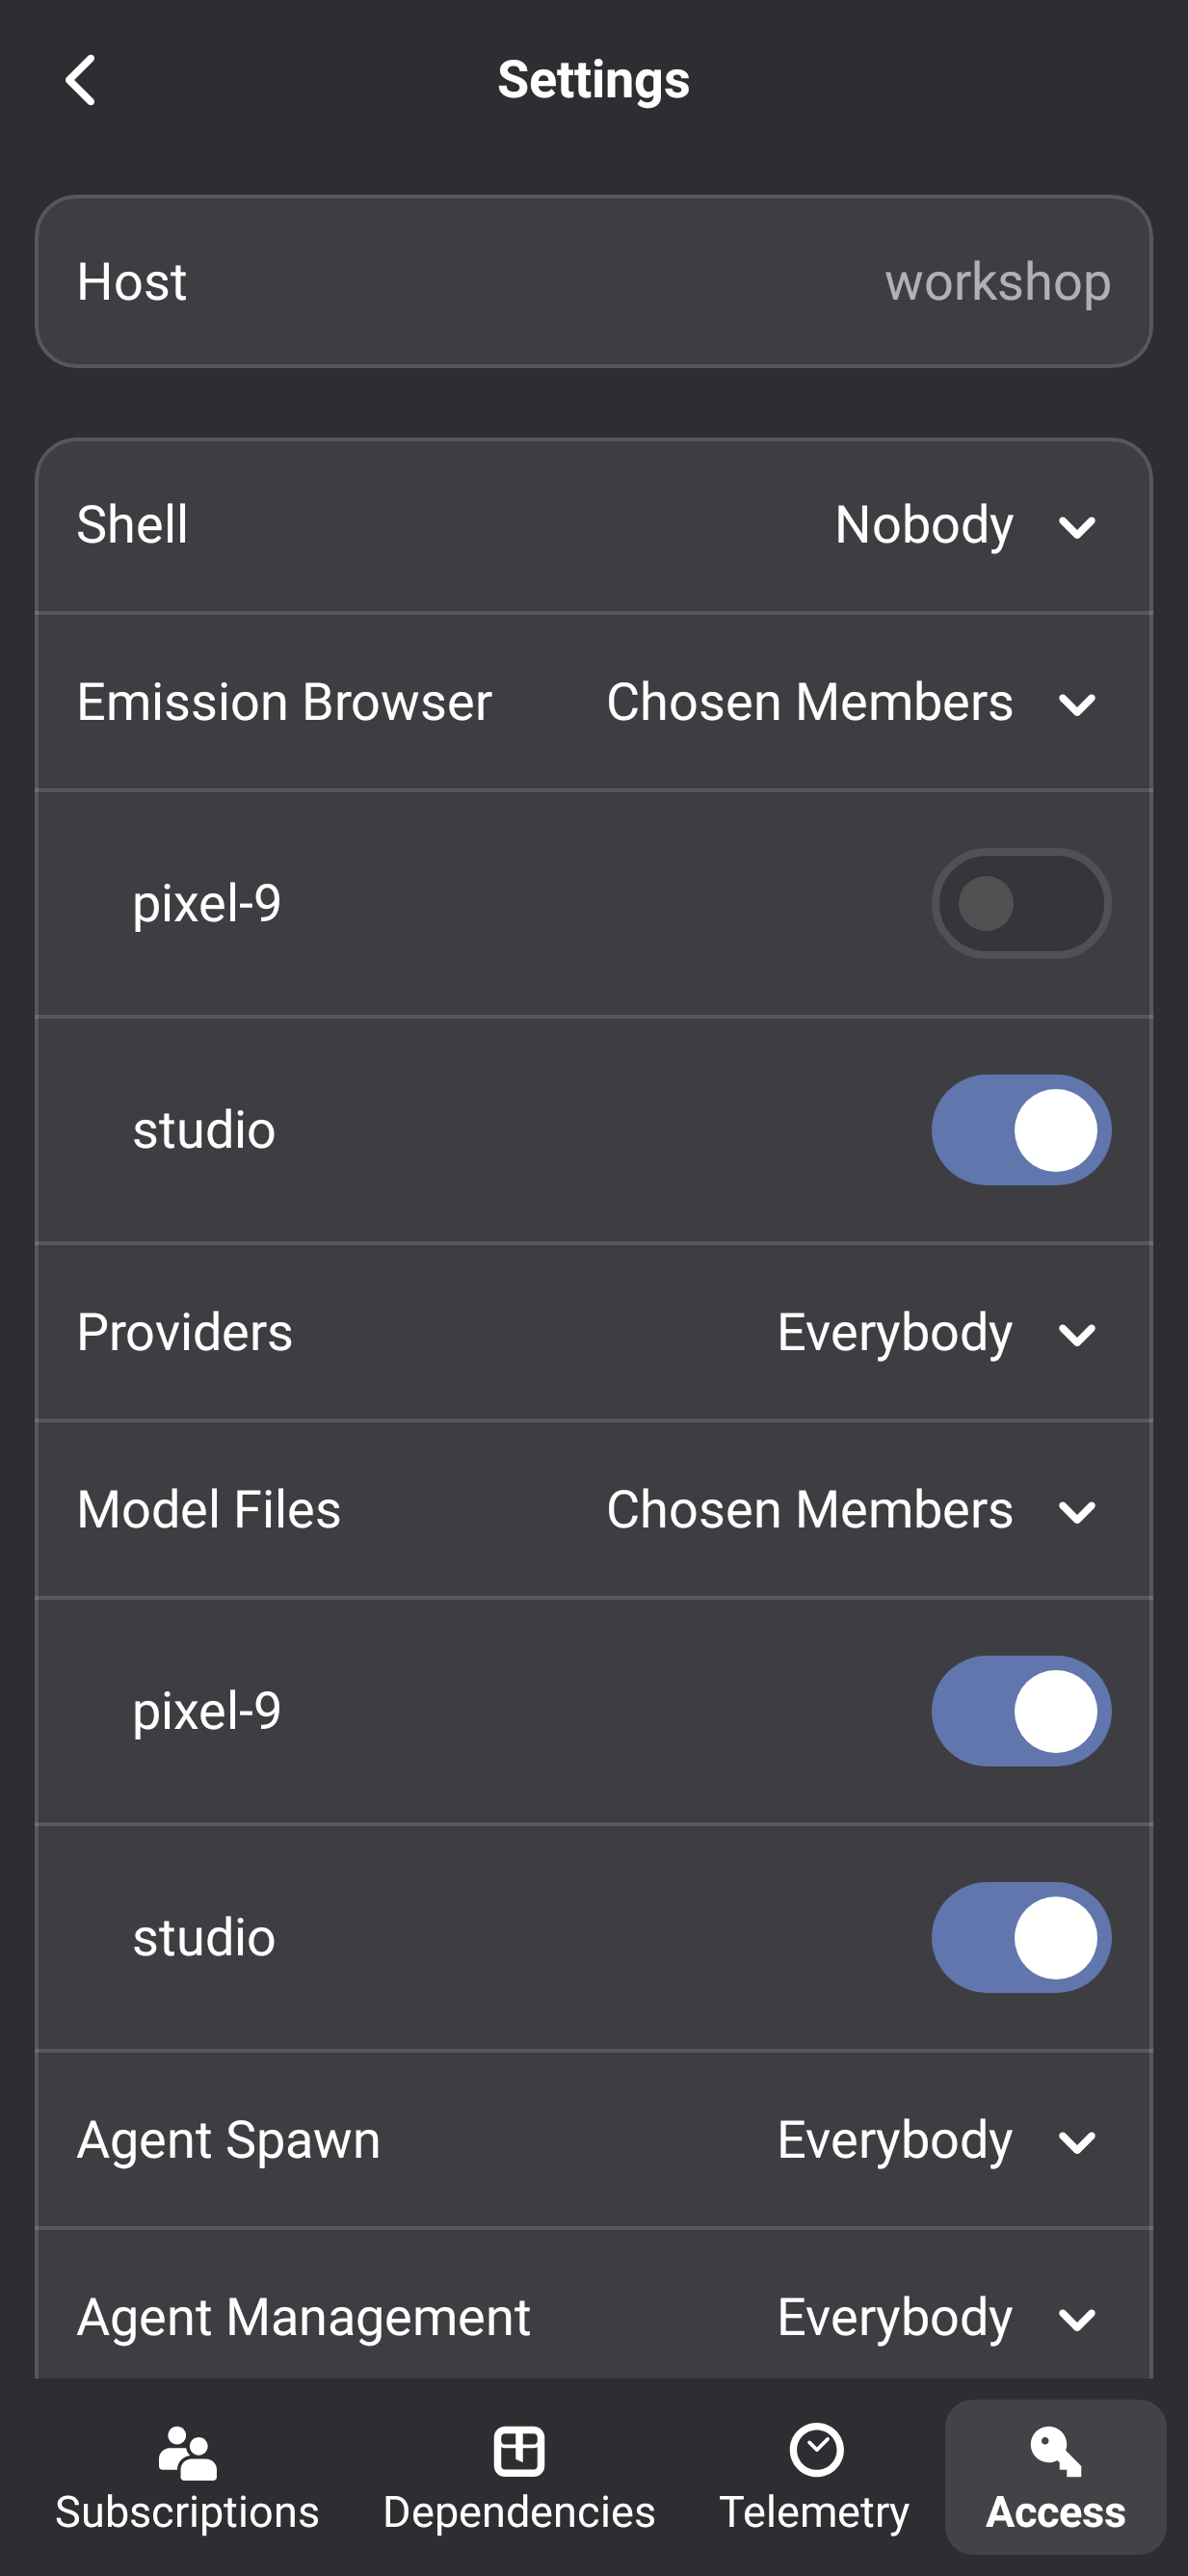 Settings
Host workshop
Shell Nobody
Emission Browser Chosen Members
pixel-9
studio
Providers Everybody
Model Files Chosen Members
pixel-9
studio
Agent Spawn Everybody
Agent Management Everybody
Subscriptions Dependencies Telemetry Access